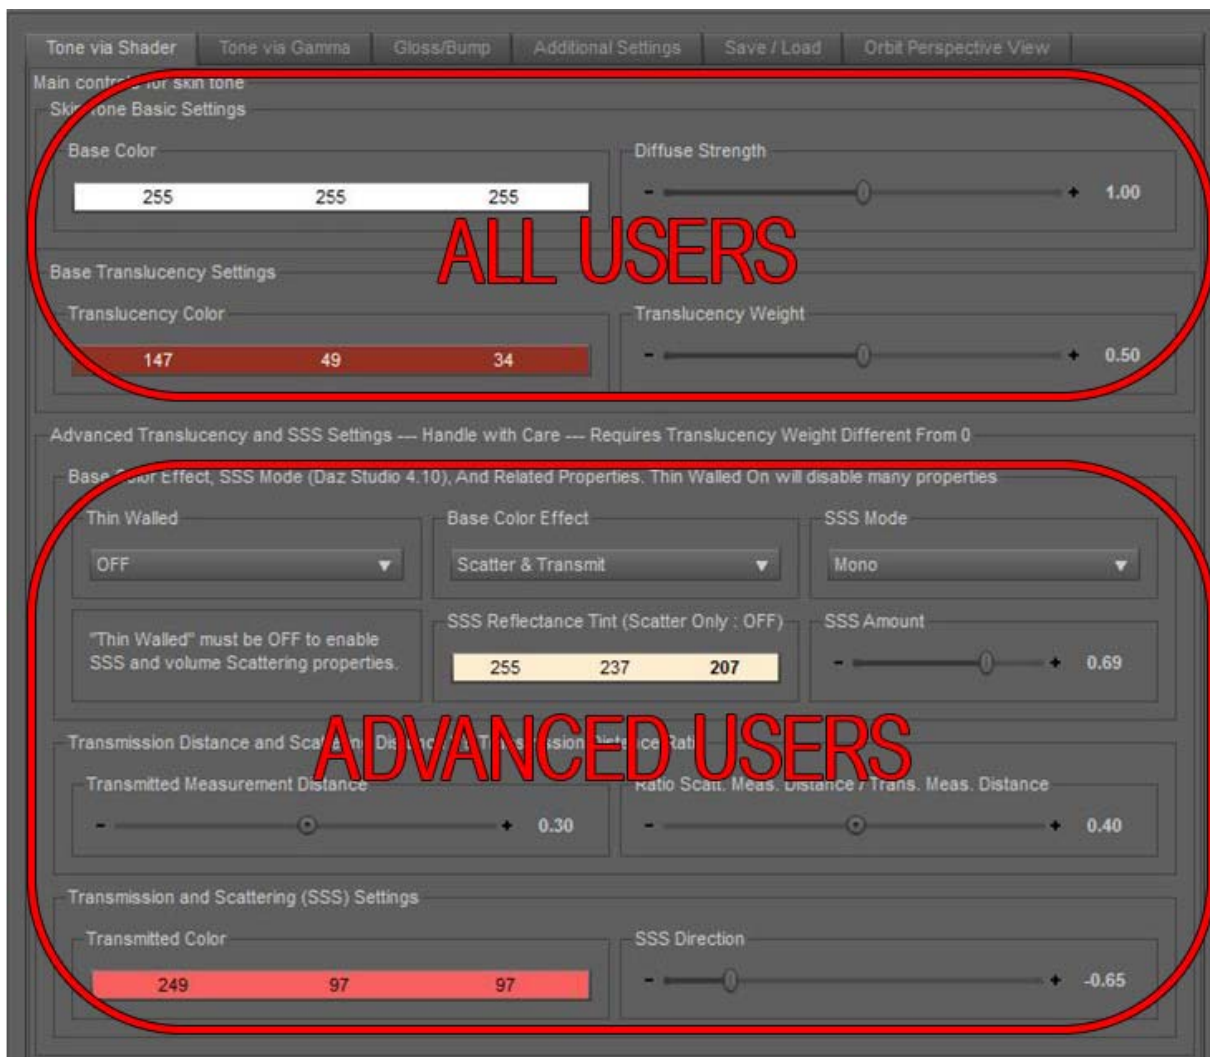 Tone via Shader Tone via Gamma Gloss/Bump Additional Settings Save / Load Orbit Perspective View
Main controls for skin tone
Skin Tone Basic Settings
Base Color Diffuse Strength
255 255 255 - + 1.00
ALL USERS
Base Translucency Settings
Translucency Color Translucency Weight
147 49 34 - + 0.50
Advanced Translucency and SSS Settings --- Handle with Care --- Requires Translucency Weight Different From 0
Base Color Effect, SSS Mode (Daz Studio 4.10), And Related Properties. Thin Walled On will disable many properties
Thin Walled Base Color Effect SSS Mode
OFF Scatter & Transmit Mono
"Thin Walled" must be OFF to enable
SSS and volume Scattering properties.
SSS Reflectance Tint (Scatter Only : OFF) SSS Amount
255 237 207 - + 0.69
ADVANCED USERS
Transmission Distance and Scattering Distance Transmission Distance Ratio
Transmitted Measurement Distance Ratio Scatt. Meas. Distance / Trans. Meas. Distance
- + 0.30 - + 0.40
Transmission and Scattering (SSS) Settings
Transmitted Color SSS Direction
249 97 97 - + -0.65